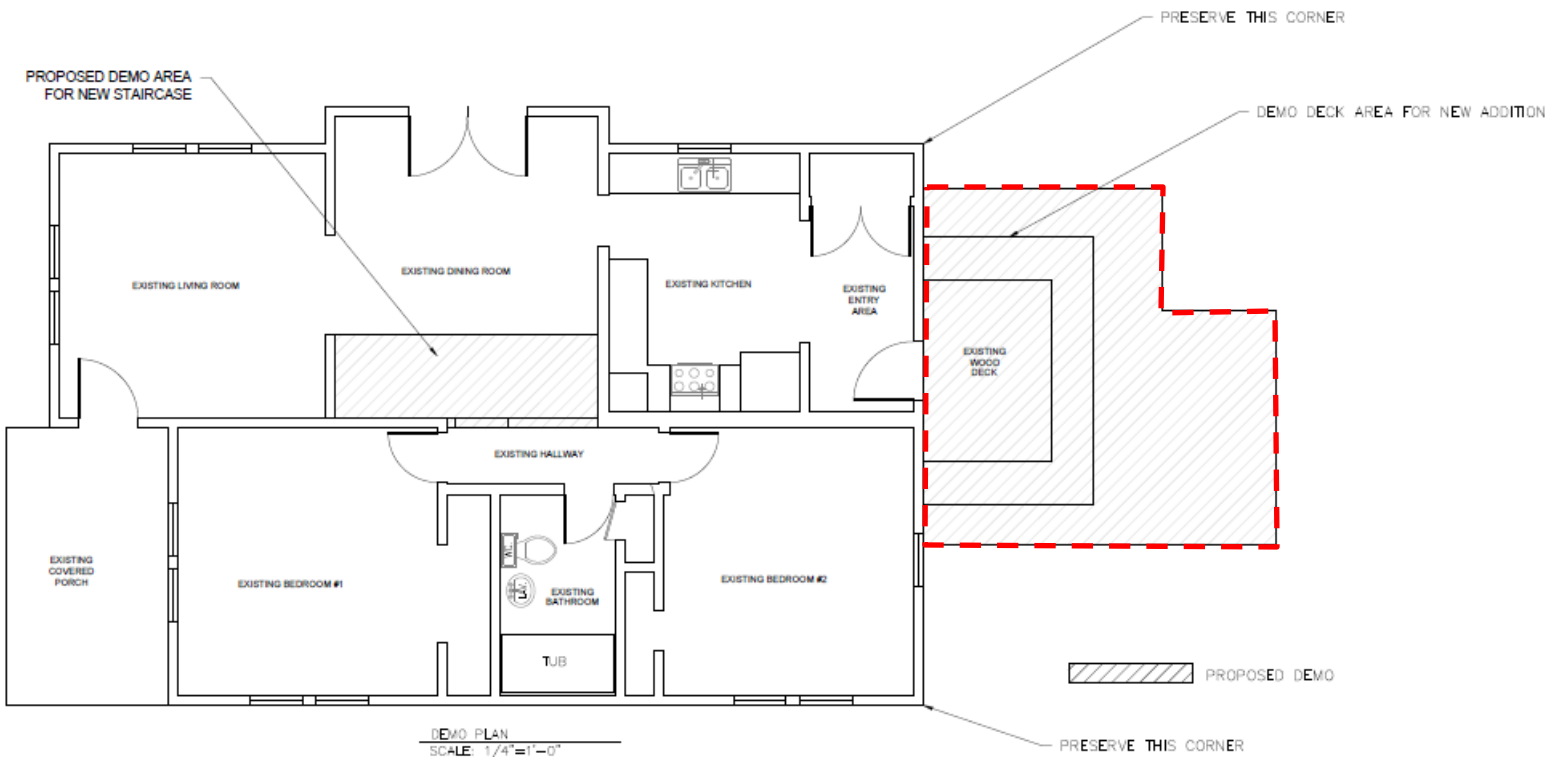 PRESERVE THIS CORNER
PROPOSED DEMO AREA
FOR NEW STAIRCASE
DEMO DECK AREA FOR NEW ADDITION
EXISTING LIVING ROOM
EXISTING DINING ROOM
EXISTING KITCHEN
EXISTING
ENTRY
AREA
EXISTING
WOOD
DECK
EXISTING HALLWAY
EXISTING
COVERED
PORCH
EXISTING BEDROOM #1
W.C.
LAV.
EXISTING
BATHROOM
TUB
EXISTING BEDROOM #2
PROPOSED DEMO
DEMO PLAN
SCALE: 1/4"=1'-0"
PRESERVE THIS CORNER